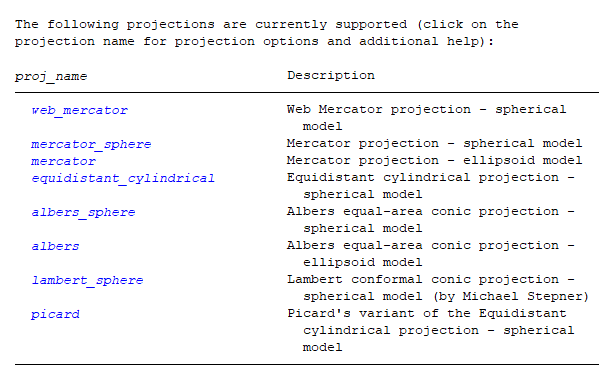 The following projections are currently supported (click on the
projection name for projection options and additional help):
proj_name Description
web_mercator Web Mercator projection - spherical
model
mercator_sphere Mercator projection - spherical model
mercator Mercator projection - ellipsoid model
equidistant_cylindrical Equidistant cylindrical projection -
spherical model
albers_sphere Albers equal-area conic projection -
spherical model
albers Albers equal-area conic projection -
ellipsoid model
lambert_sphere Lambert conformal conic projection -
spherical model (by Michael Stepner)
picard Picard's variant of the Equidistant
cylindrical projection - spherical
model